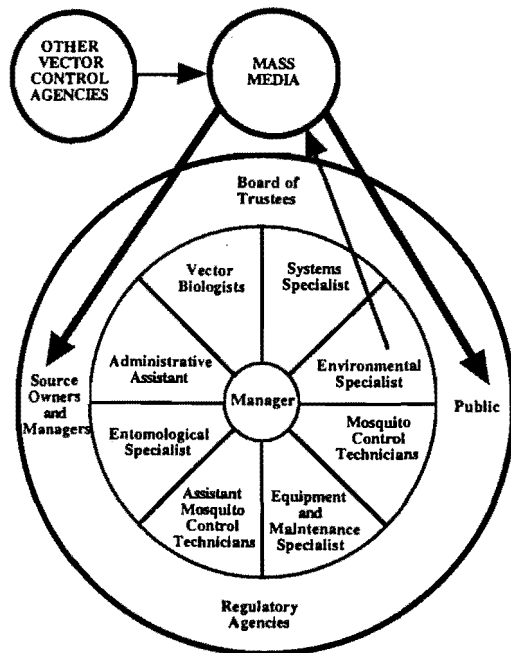 OTHER
VECTOR
CONTROL
AGENCIES
MASS
MEDIA
Board of
Trustees
Vector
Biologists
Systems
Specialist
Administrative
Assistant
Environmental
Specialist
Source
Owners
and
Managers
Manager
Public
Entomological
Specialist
Mosquito
Control
Technicians
Assistant
Mosquito
Control
Technicians
Equipment
and
Maintenance
Specialist
Regulatory
Agencies